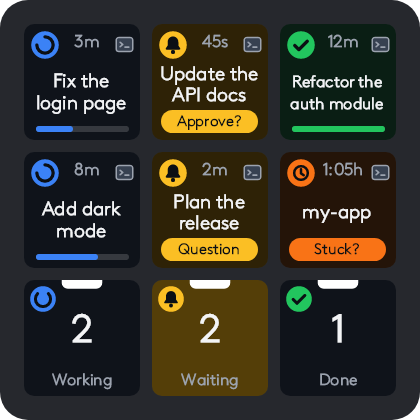 3m
Fix the
login page
45s
Update the
API docs
Approve?
12m
Refactor the
auth module
8m
Add dark
mode
2m
Plan the
release
Question
1:05h
my-app
Stuck?
2
Working
2
Waiting
1
Done